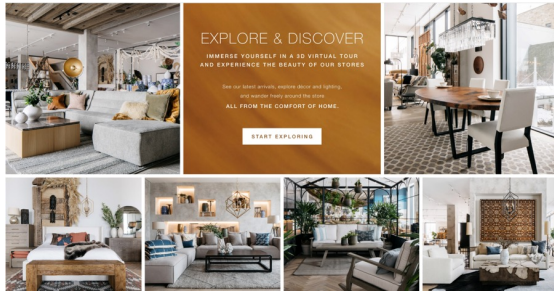 EXPLORE & DISCOVER
IMMERSE YOURSELF IN A 3D VIRTUAL TOUR
AND EXPERIENCE THE BEAUTY OF OUR STORES
See our latest arrivals, explore decor and lighting,
and wander freely around the store
ALL FROM THE COMFORT OF HOME.
START EXPLORING